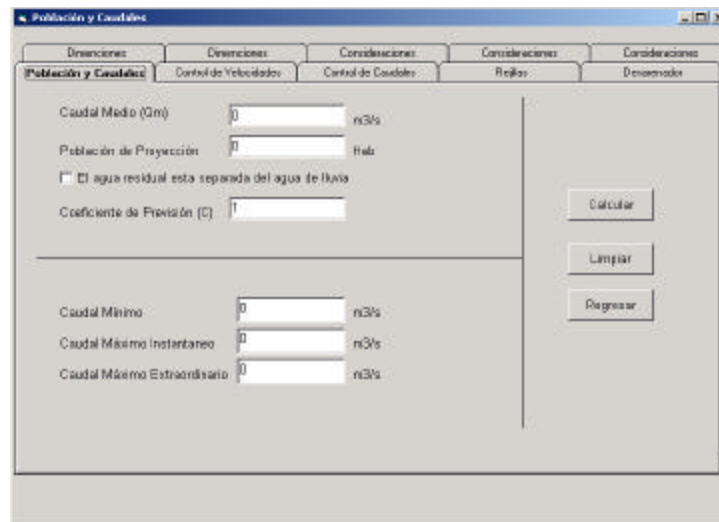 Población y Caudales
Dimenciones Dimenciones Consideraciones Consideraciones Consideraciones
Población y Caudales Control de Velocidades Control de Caudales Rejillas Desarenador
Caudal Medio (Qm) 0 m3/s
Población de Proyección 0 Hab
El agua residual esta separada del agua de lluvia
Coeficiente de Previsión (C) 1
Calcular
Limpiar
Regresar
Caudal Mínimo 0 m3/s
Caudal Máximo Instantaneo 0 m3/s
Caudal Máximo Extraordinario 0 m3/s